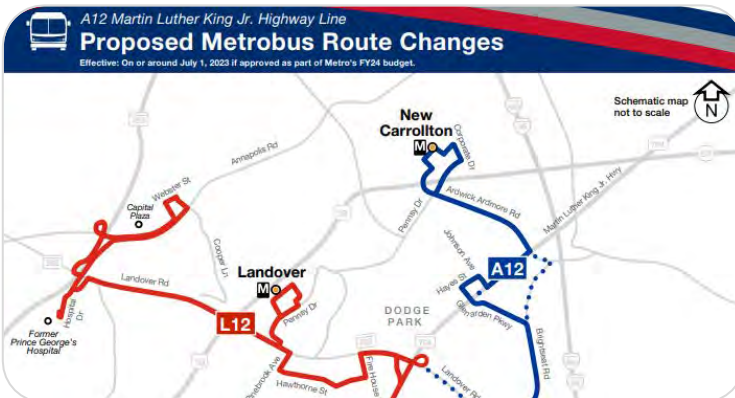 A12 Martin Luther King Jr. Highway Line
Proposed Metrobus Route Changes
Effective: On or around July 1, 2023 if approved as part of Metro's FY24 budget.
Schematic map
not to scale
N
New
Carrollton
M
Corporate Dr
Annapolis Rd
Webster St
Capital
Plaza
Ardwick Ardmore Rd
Martin Luther King Jr. Hwy
Pennsy Dr
Cooper Ln
Johnson Ave
A12
Landover
M
Landover Rd
Hayes St
Glenarden Pkwy
Pennsy Dr
Hospital
Dr
L12
DODGE
PARK
Former
Prince George's
Hospital
Brightseat Rd
Fire House
Landover Rd
Hawthorne St